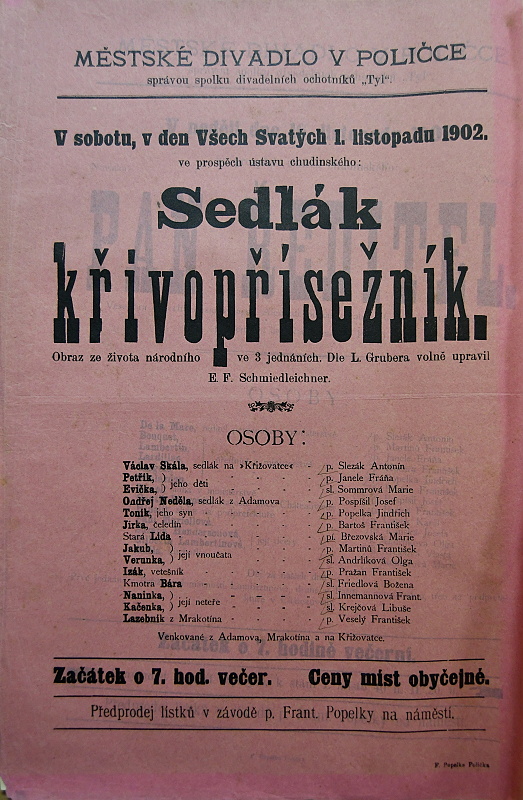 MĚSTSKÉ DIVADLO V POLIČCE
správou spolku divadelních ochotníků „Tyl“.
V sobotu, v den Všech Svatých 1. listopadu 1902.
ve prospěch ústavu chudinského:
Sedlák
křivopřísežník.
Obraz ze života národního ve 3 jednáních. Dle L. Grubera volně upravil
E. F. Schmiedleichner.
OSOBY:
Václav Skála, sedlák na »Křižovatce« - p. Slezák Antonín
Petřík, ) jeho děti - - - - p. Janele Fráňa
Evička, ) - - - - sl. Sommrová Marie
Ondřej Neděla, sedlák z Adamova - p. Pospíšil Josef
Toník, jeho syn - - - - p. Popelka Jindřich
Jirka, čeledín - - - - p. Bartoš František
Stará Lída - - - - pí. Březovská Marie
Jakub, ) její vnoučata - - - p. Martinů František
Verunka, ) - - - sl. Andrlíková Olga
Izák, vetešník - - - - p. Pražan František
Kmotra Bára - - - - sl. Friedlová Božena
Naninka, ) její neteře - - - - sl. Innemannová Frant.
Kačenka, ) - - - - sl. Krejčová Libuše
Lazebník z Mrakotína - - - p. Veselý František
Venkované z Adamova, Mrakotína a na Křižovatce.
Začátek o 7. hod. večer. Ceny míst obyčejné.
Předprodej lístků v závodě p. Frant. Popelky na náměstí.
F. Popelka Polička